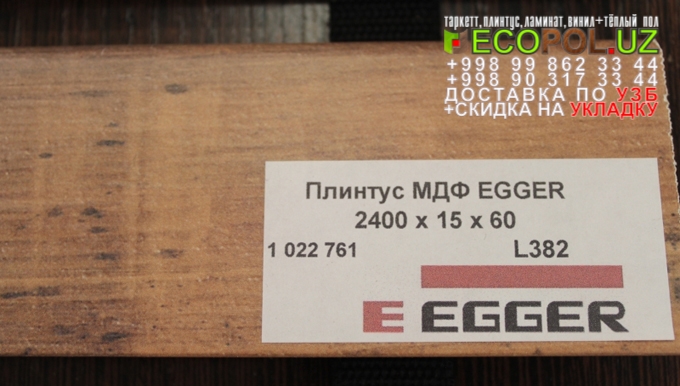 таркетт, плинтус, ламинат, винил+тёплый пол
ECOPOL.UZ
+998 99 862 33 44
+998 90 317 33 44
ДОСТАВКА ПО УЗБ
+СКИДКА НА УКЛАДКУ
Плинтус МДФ EGGER
2400 x 15 x 60
1 022 761 L382
E EGGER